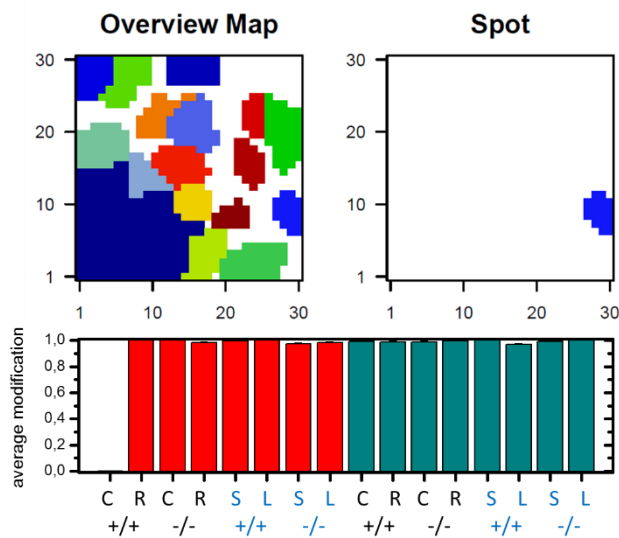 Overview Map Spot
30 30
20 20
10 10
1 1
1 10 20 30 1 10 20 30
average modification
1,0
0,8
0,6
0,4
0,2
0,0
C R C R S L S L C R C R S L S L
+/+ -/- +/+ -/- +/+ -/- +/+ -/-